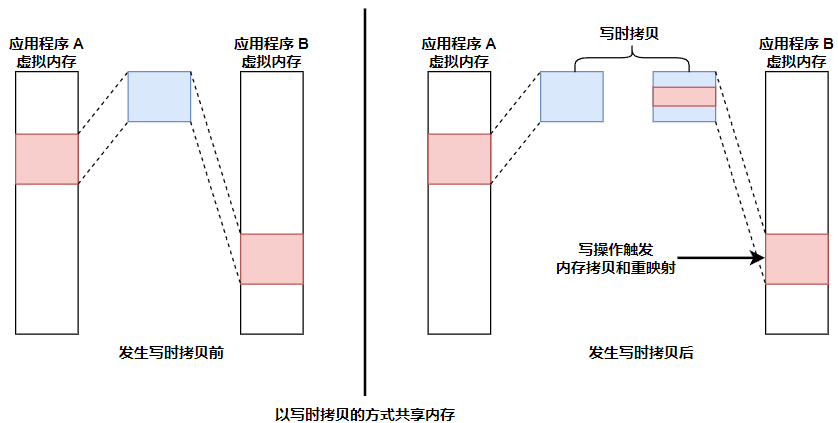 应用程序 A
虚拟内存
应用程序 B
虚拟内存
发生写时拷贝前
应用程序 A
虚拟内存
写时拷贝
应用程序 B
虚拟内存
写操作触发
内存拷贝和重映射
发生写时拷贝后
以写时拷贝的方式共享内存